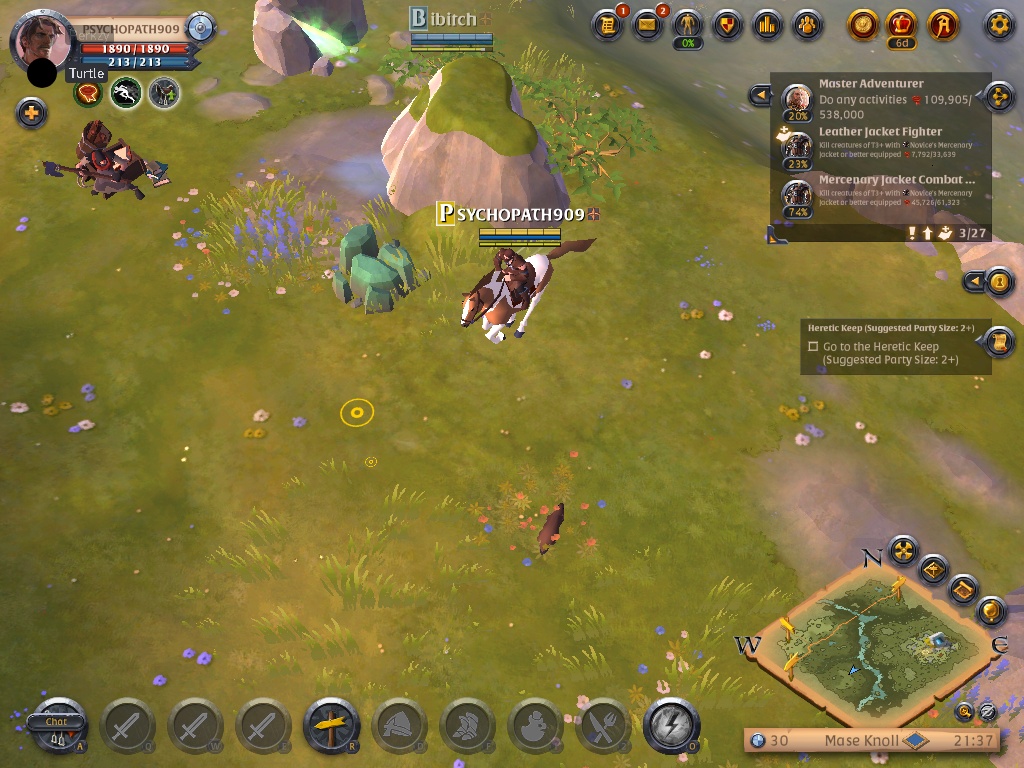 PSYCHOPATH909
1890 / 1890
213 / 213
Turtle
Bibitch
1
2
0%
6d
Master Adventurer
Do any activities 109,905/
538,000
20%
Leather Jacket Fighter
Kill creatures of T3+ with Novice's Mercenary
Jacket or better equipped 7,792/33,639
23%
Mercenary Jacket Combat ...
Kill creatures of T3+ with Novice's Mercenary
Jacket or better equipped 45,726/61,323
74%
3/27
PSYCHOPATH909
Heretic Keep (Suggested Party Size: 2+)
Go to the Heretic Keep
(Suggested Party Size: 2+)
N
W
E
Chat
A
Q
W
E
R
D
F
O
30 Mase Knoll 21:37